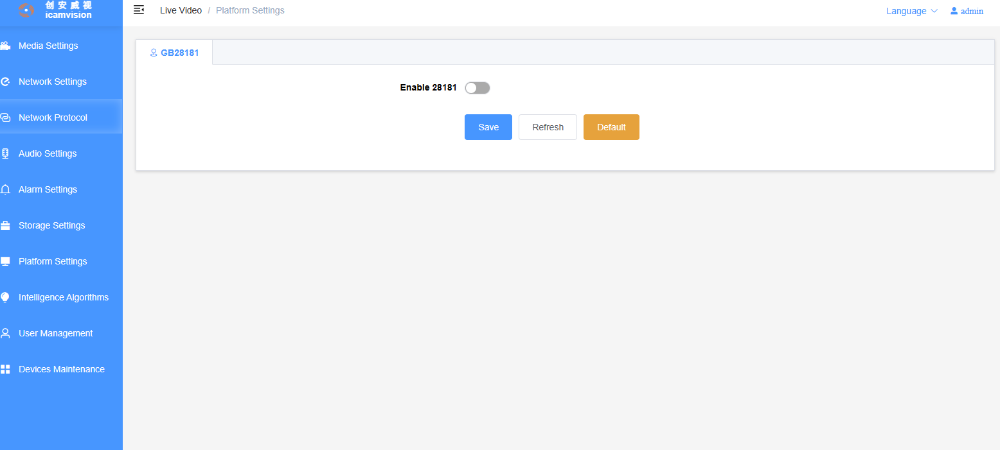 创安威视
icamvision
Live Video / Platform Settings
Language
admin
Media Settings
Network Settings
Network Protocol
Audio Settings
Alarm Settings
Storage Settings
Platform Settings
Intelligence Algorithms
User Management
Devices Maintenance
GB28181
Enable 28181
Save
Refresh
Default